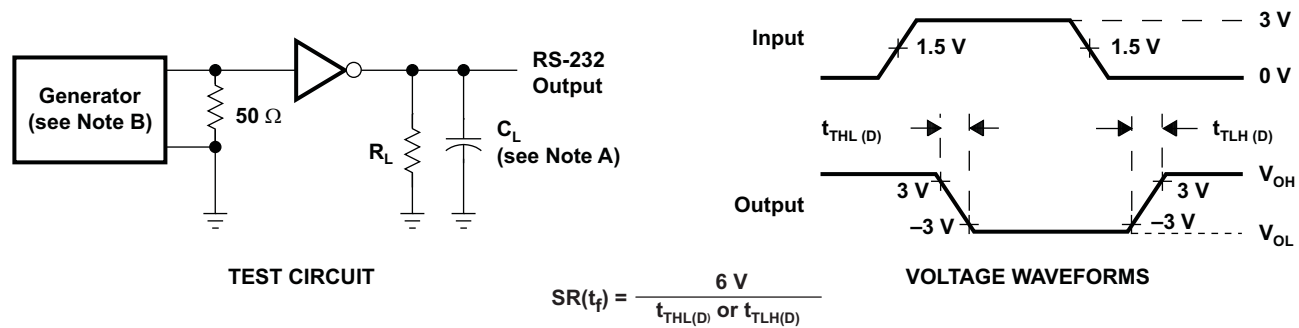 Generator
(see Note B)
50 Ω
R_L
C_L
(see Note A)
RS-232
Output
TEST CIRCUIT
Input
1.5 V
1.5 V
3 V
0 V
t_THL (D)
t_TLH (D)
Output
3 V
–3 V
3 V
–3 V
V_OH
V_OL
VOLTAGE WAVEFORMS
SR(t_f) = 6 V / t_THL(D) or t_TLH(D)